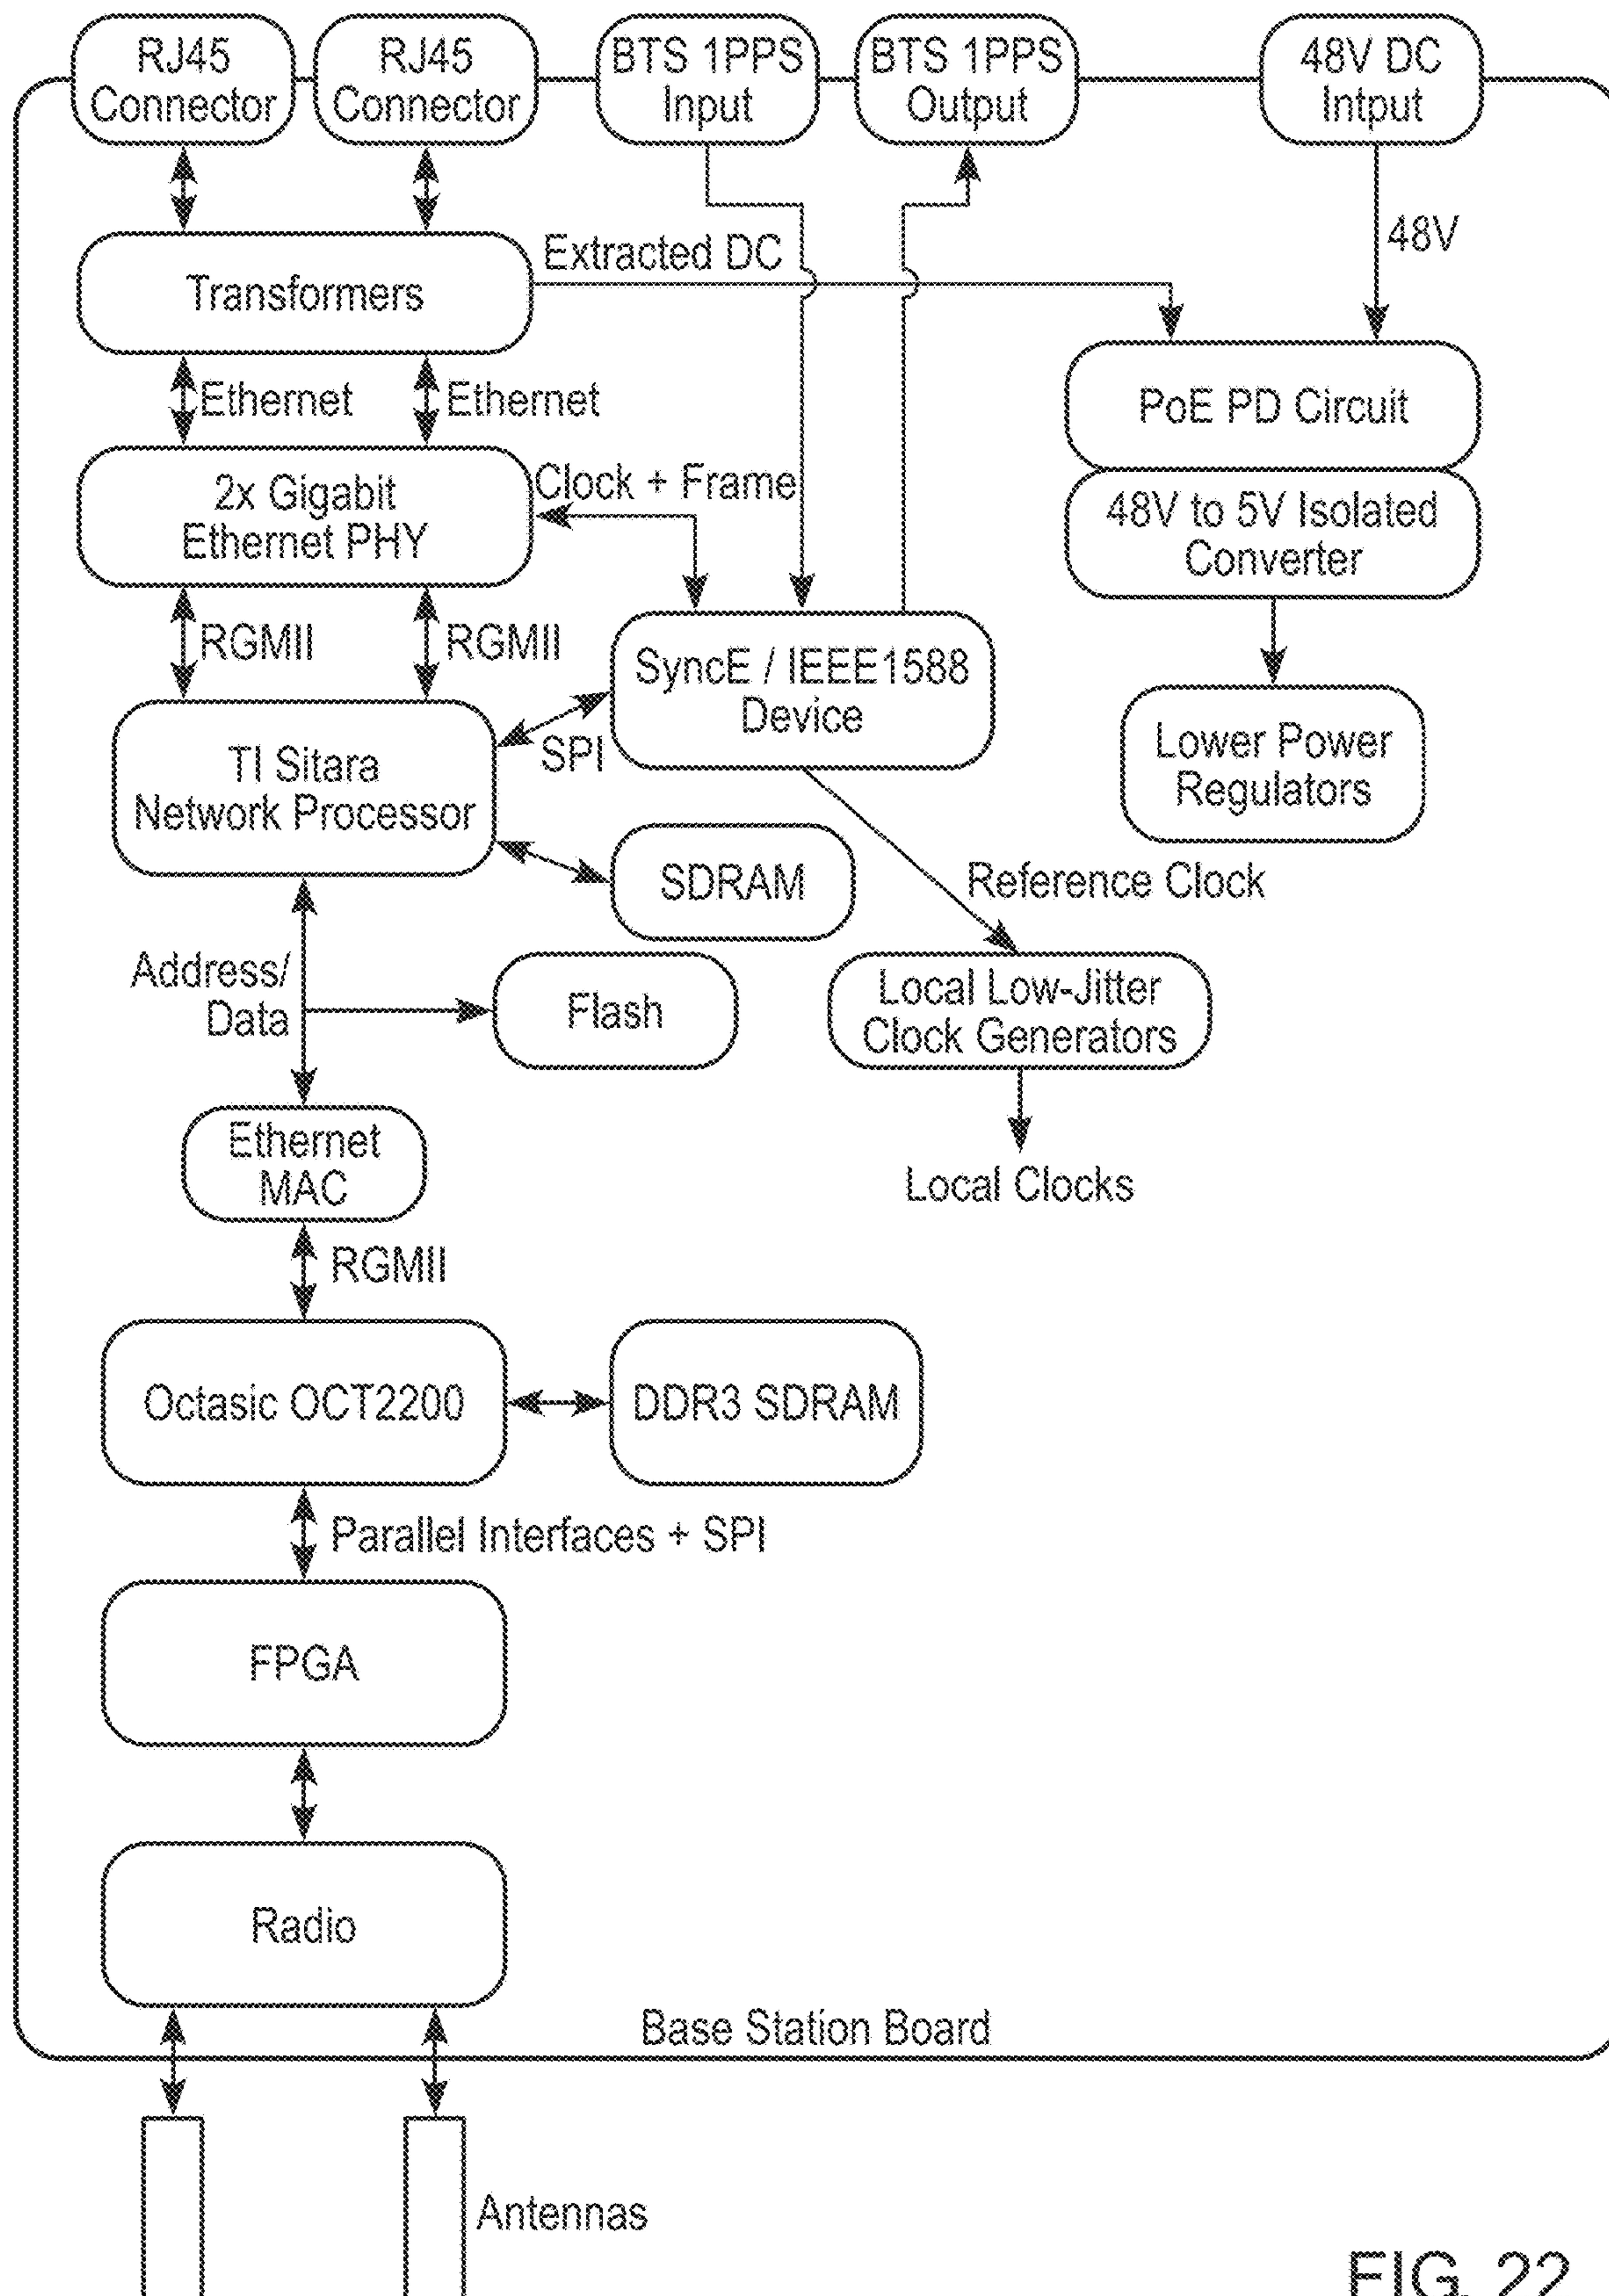 RJ45
Connector
RJ45
Connector
BTS 1PPS
Input
BTS 1PPS
Output
48V DC
Intput
48V
Extracted DC
Transformers
Ethernet
Ethernet
PoE PD Circuit
2x Gigabit
Ethernet PHY
Clock + Frame
48V to 5V Isolated
Converter
RGMII
RGMII
SyncE / IEEE1588
Device
SPI
TI Sitara
Network Processor
Lower Power
Regulators
SDRAM
Reference Clock
Address/
Data
Flash
Local Low-Jitter
Clock Generators
Ethernet
MAC
Local Clocks
RGMII
Octasic OCT2200
DDR3 SDRAM
Parallel Interfaces + SPI
FPGA
Radio
Base Station Board
Antennas
FIG. 22